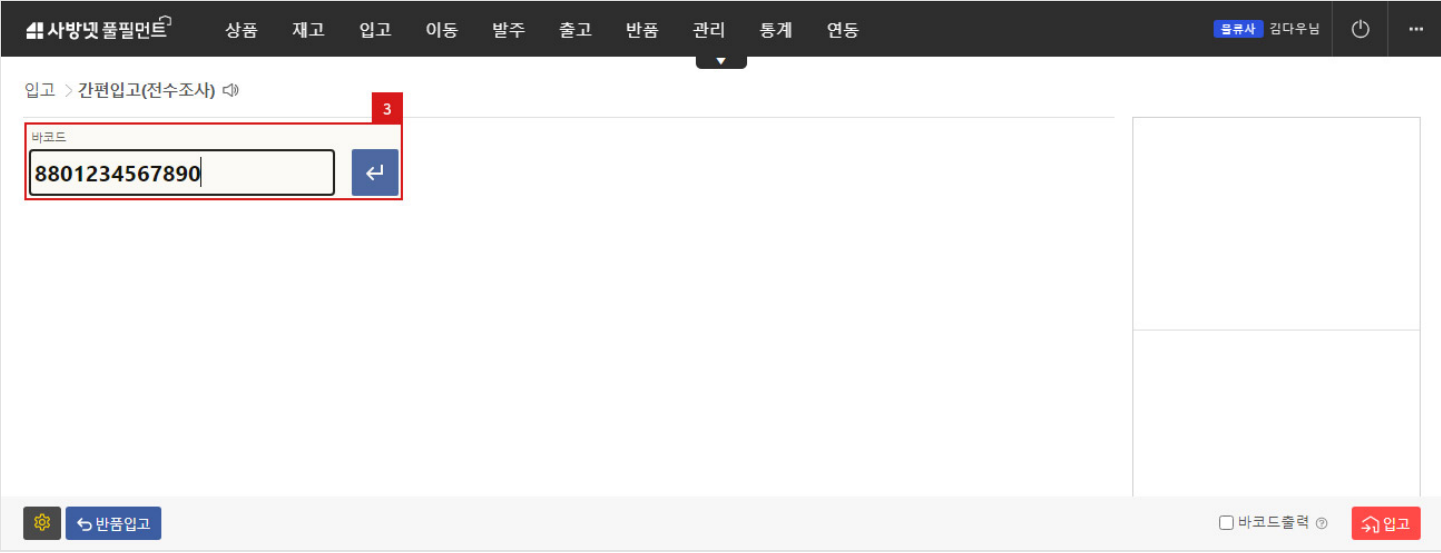 사방넷 풀필먼트 상품 재고 입고 이동 발주 출고 반품 관리 통계 연동 물류사 김다우님
입고 > 간편입고(전수조사)
3
바코드
8801234567890
반품입고 바코드출력 입고